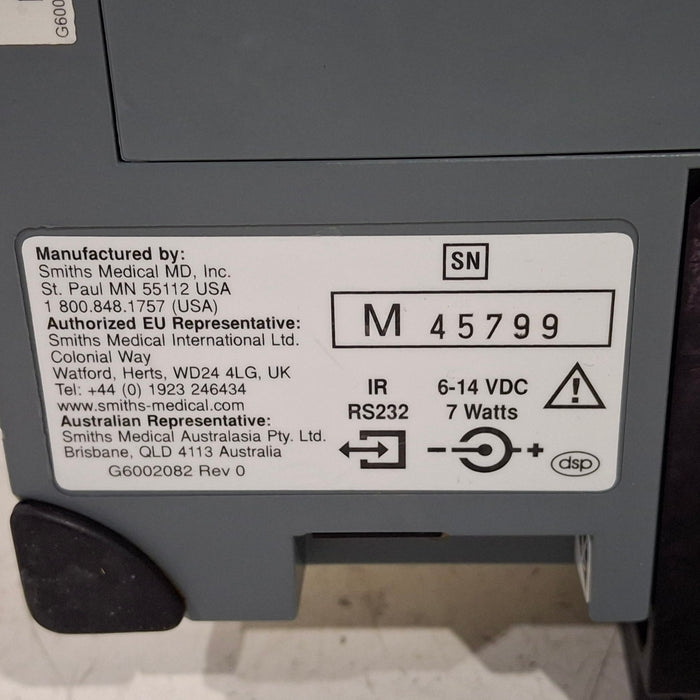 G600
Manufactured by:
Smiths Medical MD, Inc.
St. Paul MN 55112 USA
1 800.848.1757 (USA)
Authorized EU Representative:
Smiths Medical International Ltd.
Colonial Way
Watford, Herts, WD24 4LG, UK
Tel: +44 (0) 1923 246434
www.smiths-medical.com
Australian Representative:
Smiths Medical Australasia Pty. Ltd.
Brisbane, QLD 4113 Australia
G6002082 Rev 0
SN
M 45799
IR
RS232
6-14 VDC
7 Watts
- +
dsp